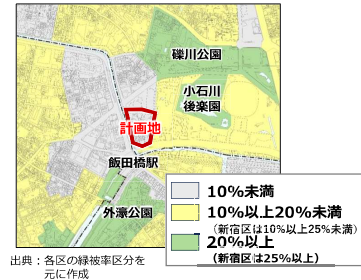 礫川公園
小石川
後楽園
計画地
飯田橋駅
外濠公園
10％未満
10％以上20％未満
（新宿区は10％以上25％未満）
20％以上
（新宿区は25％以上）
出典：各区の緑被率区分を
元に作成